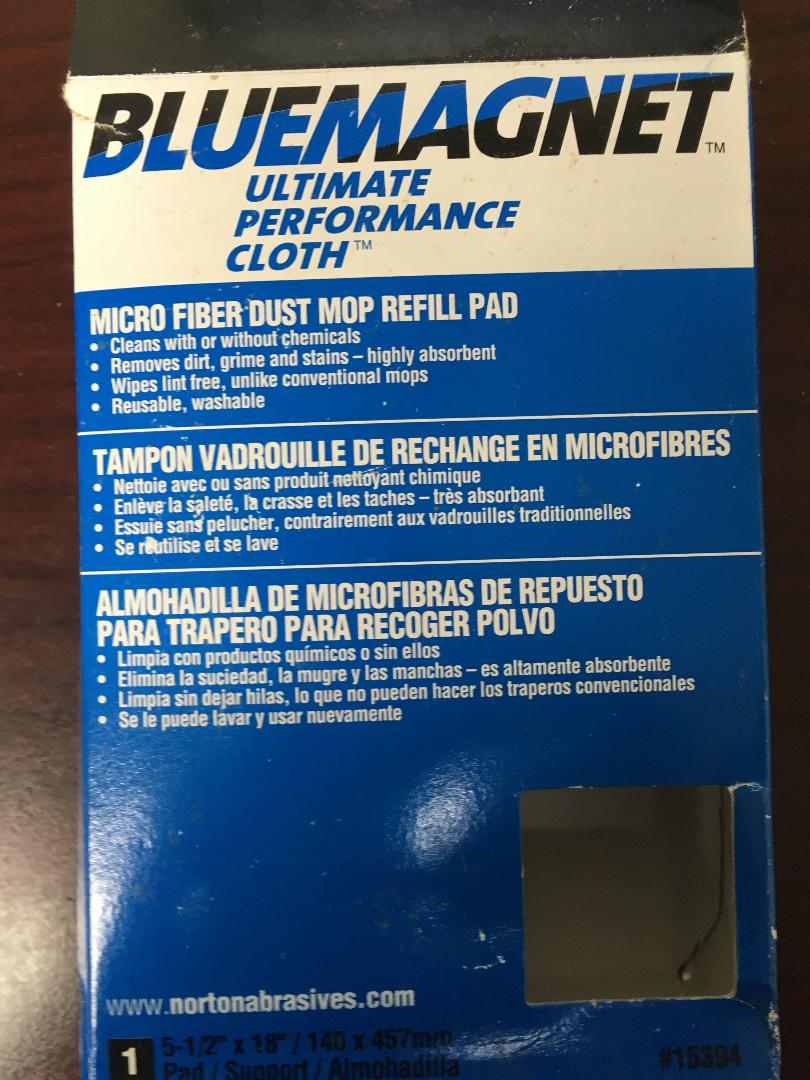 BLUEMAGNET™
ULTIMATE
PERFORMANCE
CLOTH™
MICRO FIBER DUST MOP REFILL PAD
• Cleans with or without chemicals
• Removes dirt, grime and stains – highly absorbent
• Wipes lint free, unlike conventional mops
• Reusable, washable
TAMPON VADROUILLE DE RECHANGE EN MICROFIBRES
• Nettoie avec ou sans produit nettoyant chimique
• Enlève la saleté, la crasse et les taches – très absorbant
• Essuie sans pelucher, contrairement aux vadrouilles traditionnelles
• Se réutilise et se lave
ALMOHADILLA DE MICROFIBRAS DE REPUESTO
PARA TRAPERO PARA RECOGER POLVO
• Limpia con productos químicos o sin ellos
• Elimina la suciedad, la mugre y las manchas – es altamente absorbente
• Limpia sin dejar hilas, lo que no pueden hacer los traperos convencionales
• Se le puede lavar y usar nuevamente
www.nortonabrasives.com
1 5-1/2" x 18" / 140 x 457mm
Pad / Support / Almohadilla
#15394